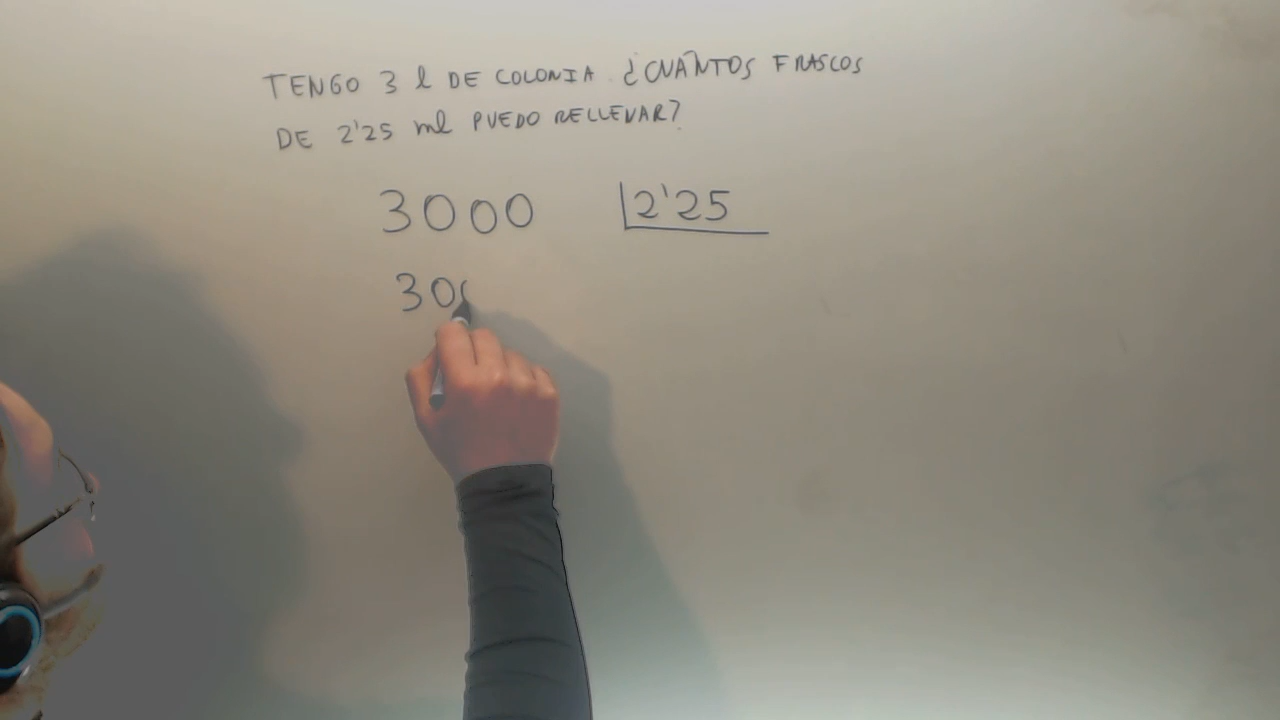 TENGO 3 l DE COLONIA. ¿CUÁNTOS FRASCOS
DE 2'25 ml PUEDO RELLENAR?
3000 2'25
300